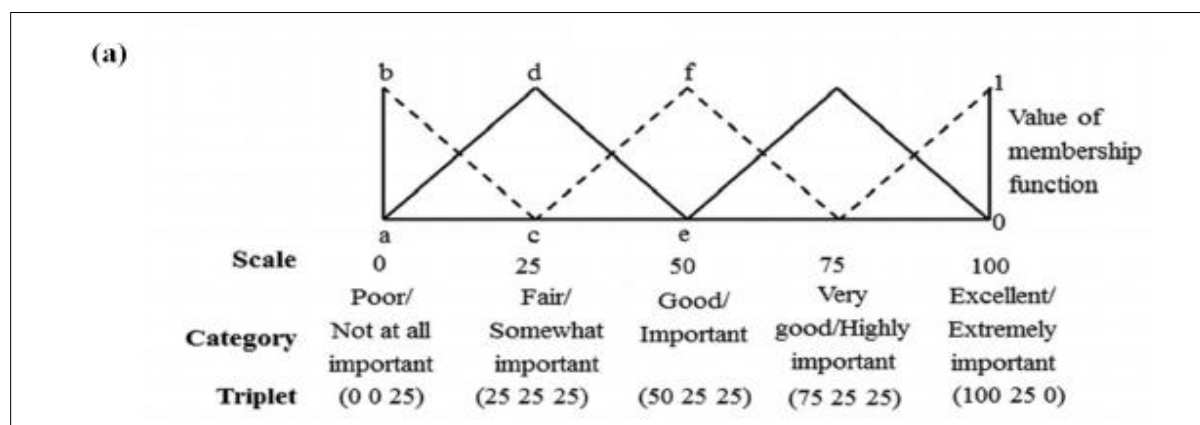 (a)
b d f 1
Value of
membership
function
0
a c e
Scale 0 25 50 75 100
Poor/ Fair/ Good/ Very Excellent/
Category Not at all Somewhat Important good/Highly Extremely
important important important important
Triplet (0 0 25) (25 25 25) (50 25 25) (75 25 25) (100 25 0)